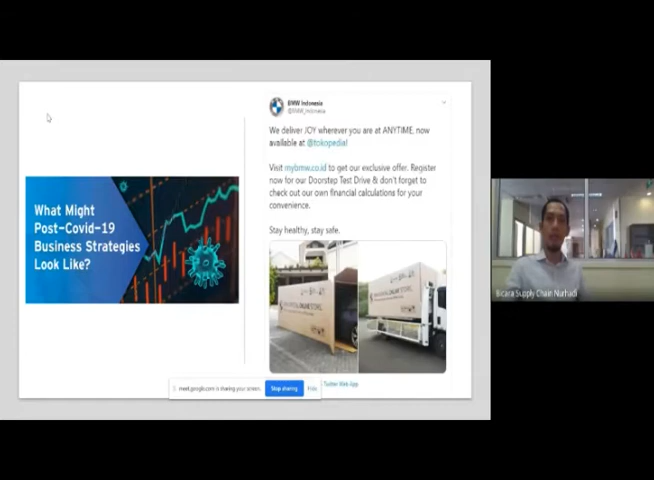 BMW Indonesia
@BMW_Indonesia
We deliver JOY wherever you are at ANYTIME, now
available at @tokopedia!
Visit mybmw.co.id to get our exclusive offer. Register
now for our Doorstep Test Drive & don't forget to
check out our own financial calculations for your
convenience.
Stay healthy, stay safe.
What Might
Post-Covid-19
Business Strategies
Look Like?
meet.google.com is sharing your screen.
Stop sharing
Hide
Twitter Web App
Bicara Supply Chain Nurhadi